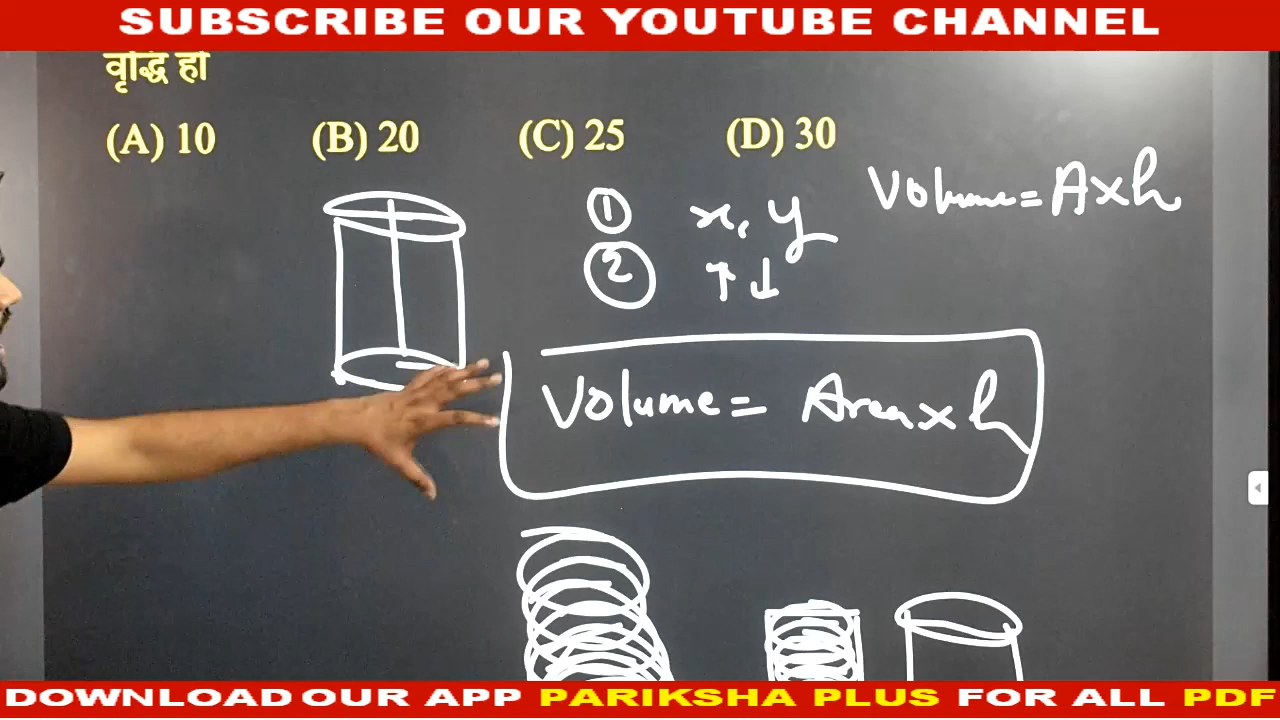 SUBSCRIBE OUR YOUTUBE CHANNEL
वृद्धि हो
(A) 10 (B) 20 (C) 25 (D) 30
Volume = A×h
① x, y
② ↑↓
Volume = Area × h
DOWNLOAD OUR APP PARIKSHA PLUS FOR ALL PDF